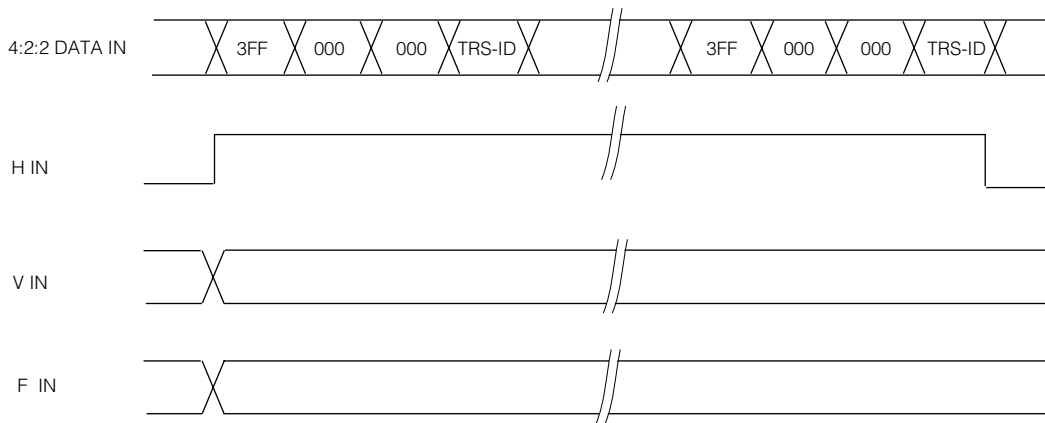 4:2:2 DATA IN 3FF 000 000 TRS-ID 3FF 000 000 TRS-ID
H IN
V IN
F IN